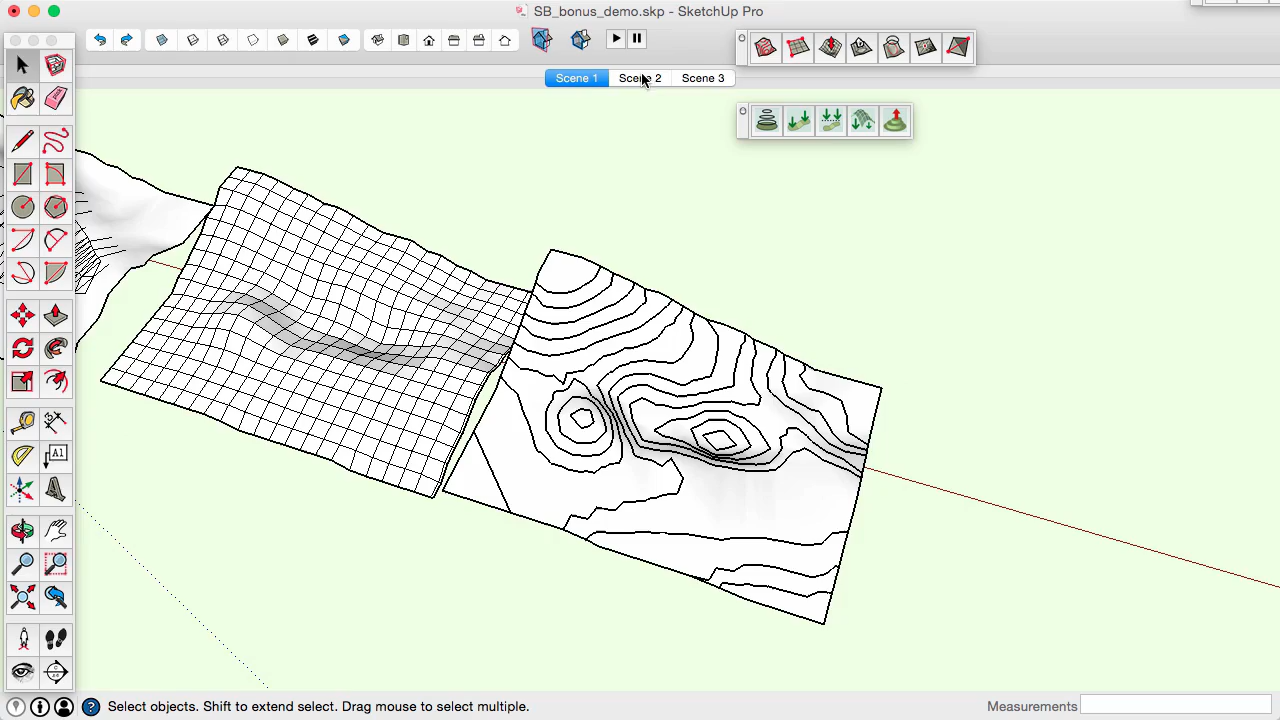 SB_bonus_demo.skp - SketchUp Pro
Scene 1
Scene 2
Scene 3
A1
?
Select objects. Shift to extend select. Drag mouse to select multiple.
Measurements